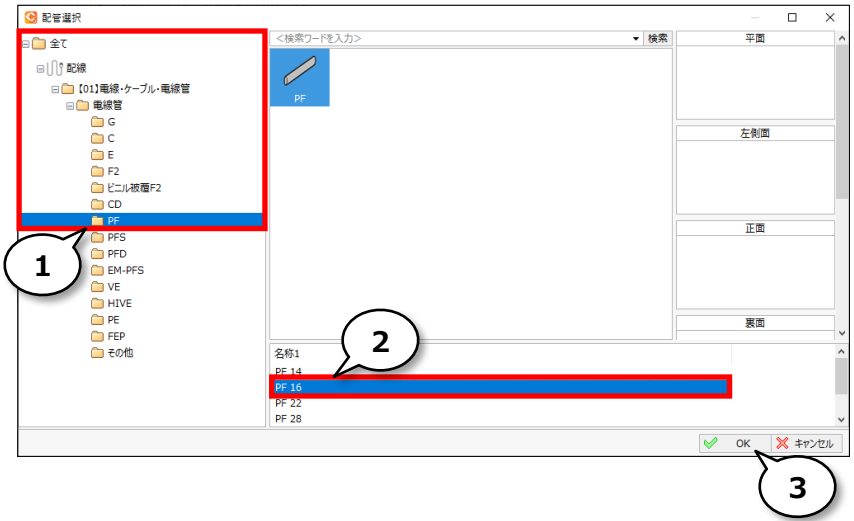 配管選択
全て
配線
【01】電線・ケーブル・電線管
電線管
G
C
E
F2
ビニル被覆F2
CD
PF
PFS
PFD
EM-PFS
VE
HIVE
PE
FEP
その他
1
<検索ワードを入力>
検索
PF
平面
左側面
正面
裏面
2
名称1
PF 14
PF 16
PF 22
PF 28
OK
キャンセル
3